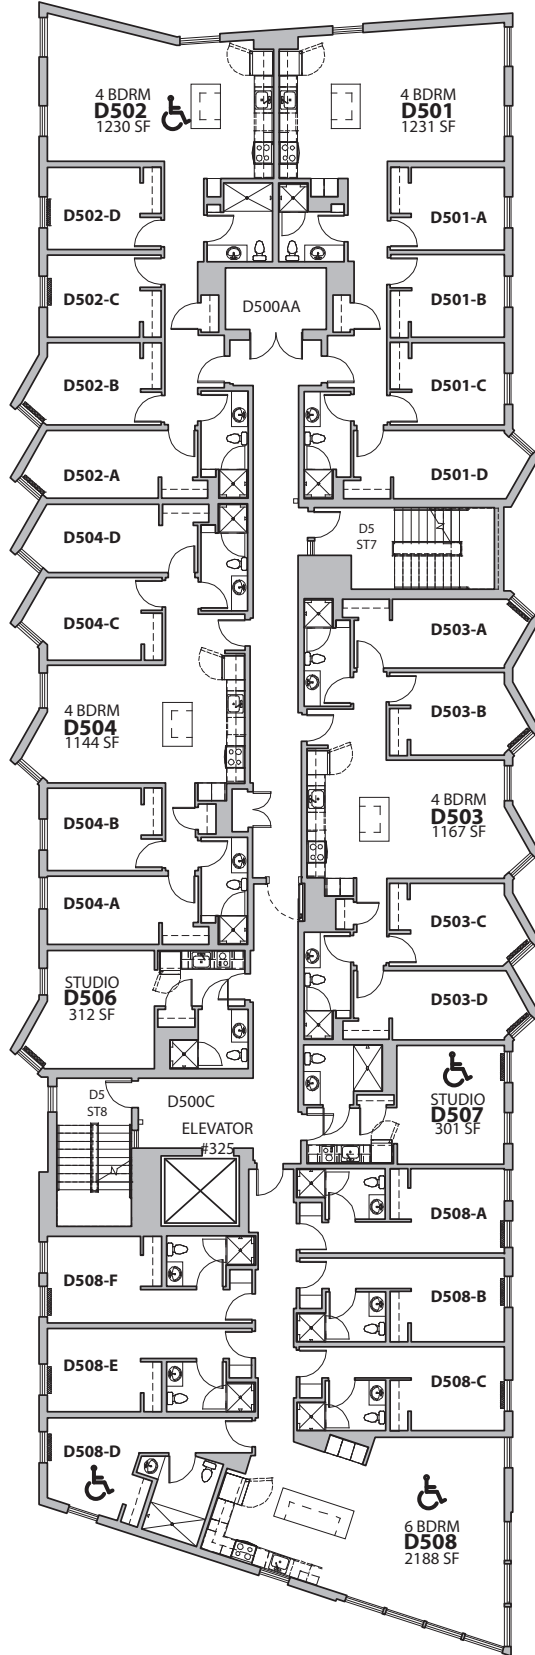 4 BDRM
D502
1230 SF
4 BDRM
D501
1231 SF
D502-D
D501-A
D502-C
D500AA
D501-B
D502-B
D501-C
D502-A
D501-D
D504-D
D5
ST7
D504-C
D503-A
D503-B
4 BDRM
D504
1144 SF
4 BDRM
D503
1167 SF
D504-B
D504-A
D503-C
STUDIO
D506
312 SF
D503-D
D5
ST8
D500C
STUDIO
D507
301 SF
ELEVATOR
#325
D508-A
D508-F
D508-B
D508-E
D508-C
D508-D
6 BDRM
D508
2188 SF